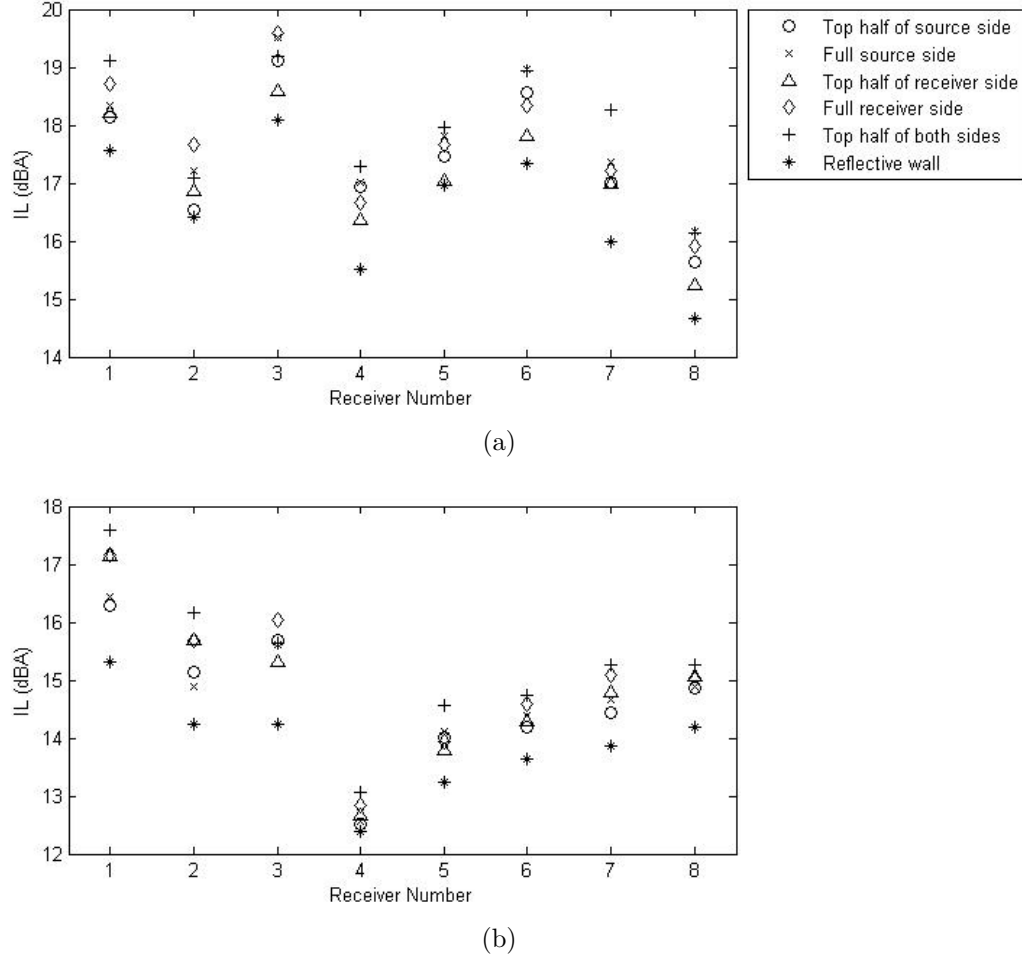 20
19
18
17
16
15
14
IL (dBA)
1 2 3 4 5 6 7 8
Receiver Number
Top half of source side
Full source side
Top half of receiver side
Full receiver side
Top half of both sides
Reflective wall
(a)
18
17
16
15
14
13
12
IL (dBA)
1 2 3 4 5 6 7 8
Receiver Number
(b)